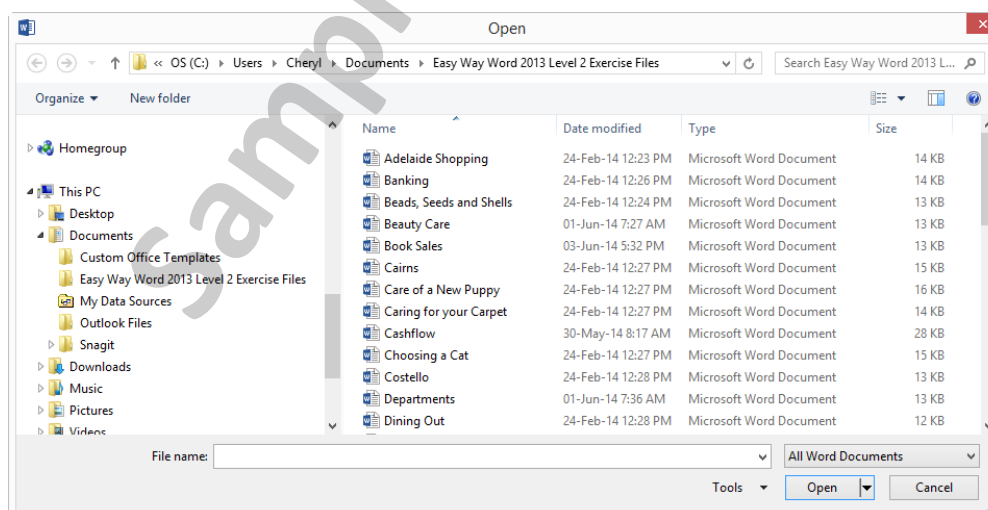 Open
« OS (C:) Users Cheryl Documents Easy Way Word 2013 Level 2 Exercise Files Search Easy Way Word 2013 L...
Organize New folder
Name Date modified Type Size
Homegroup
This PC
Desktop
Documents
Custom Office Templates
Easy Way Word 2013 Level 2 Exercise Files
My Data Sources
Outlook Files
Snagit
Downloads
Music
Pictures
Videos
Adelaide Shopping 24-Feb-14 12:23 PM Microsoft Word Document 14 KB
Banking 24-Feb-14 12:26 PM Microsoft Word Document 14 KB
Beads, Seeds and Shells 24-Feb-14 12:24 PM Microsoft Word Document 13 KB
Beauty Care 01-Jun-14 7:27 AM Microsoft Word Document 13 KB
Book Sales 03-Jun-14 5:32 PM Microsoft Word Document 13 KB
Cairns 24-Feb-14 12:27 PM Microsoft Word Document 15 KB
Care of a New Puppy 24-Feb-14 12:27 PM Microsoft Word Document 16 KB
Caring for your Carpet 24-Feb-14 12:27 PM Microsoft Word Document 14 KB
Cashflow 30-May-14 8:17 AM Microsoft Word Document 28 KB
Choosing a Cat 24-Feb-14 12:27 PM Microsoft Word Document 15 KB
Costello 24-Feb-14 12:28 PM Microsoft Word Document 13 KB
Departments 01-Jun-14 7:36 AM Microsoft Word Document 13 KB
Dining Out 24-Feb-14 12:28 PM Microsoft Word Document 12 KB
File name: All Word Documents
Tools Open Cancel
Sampl